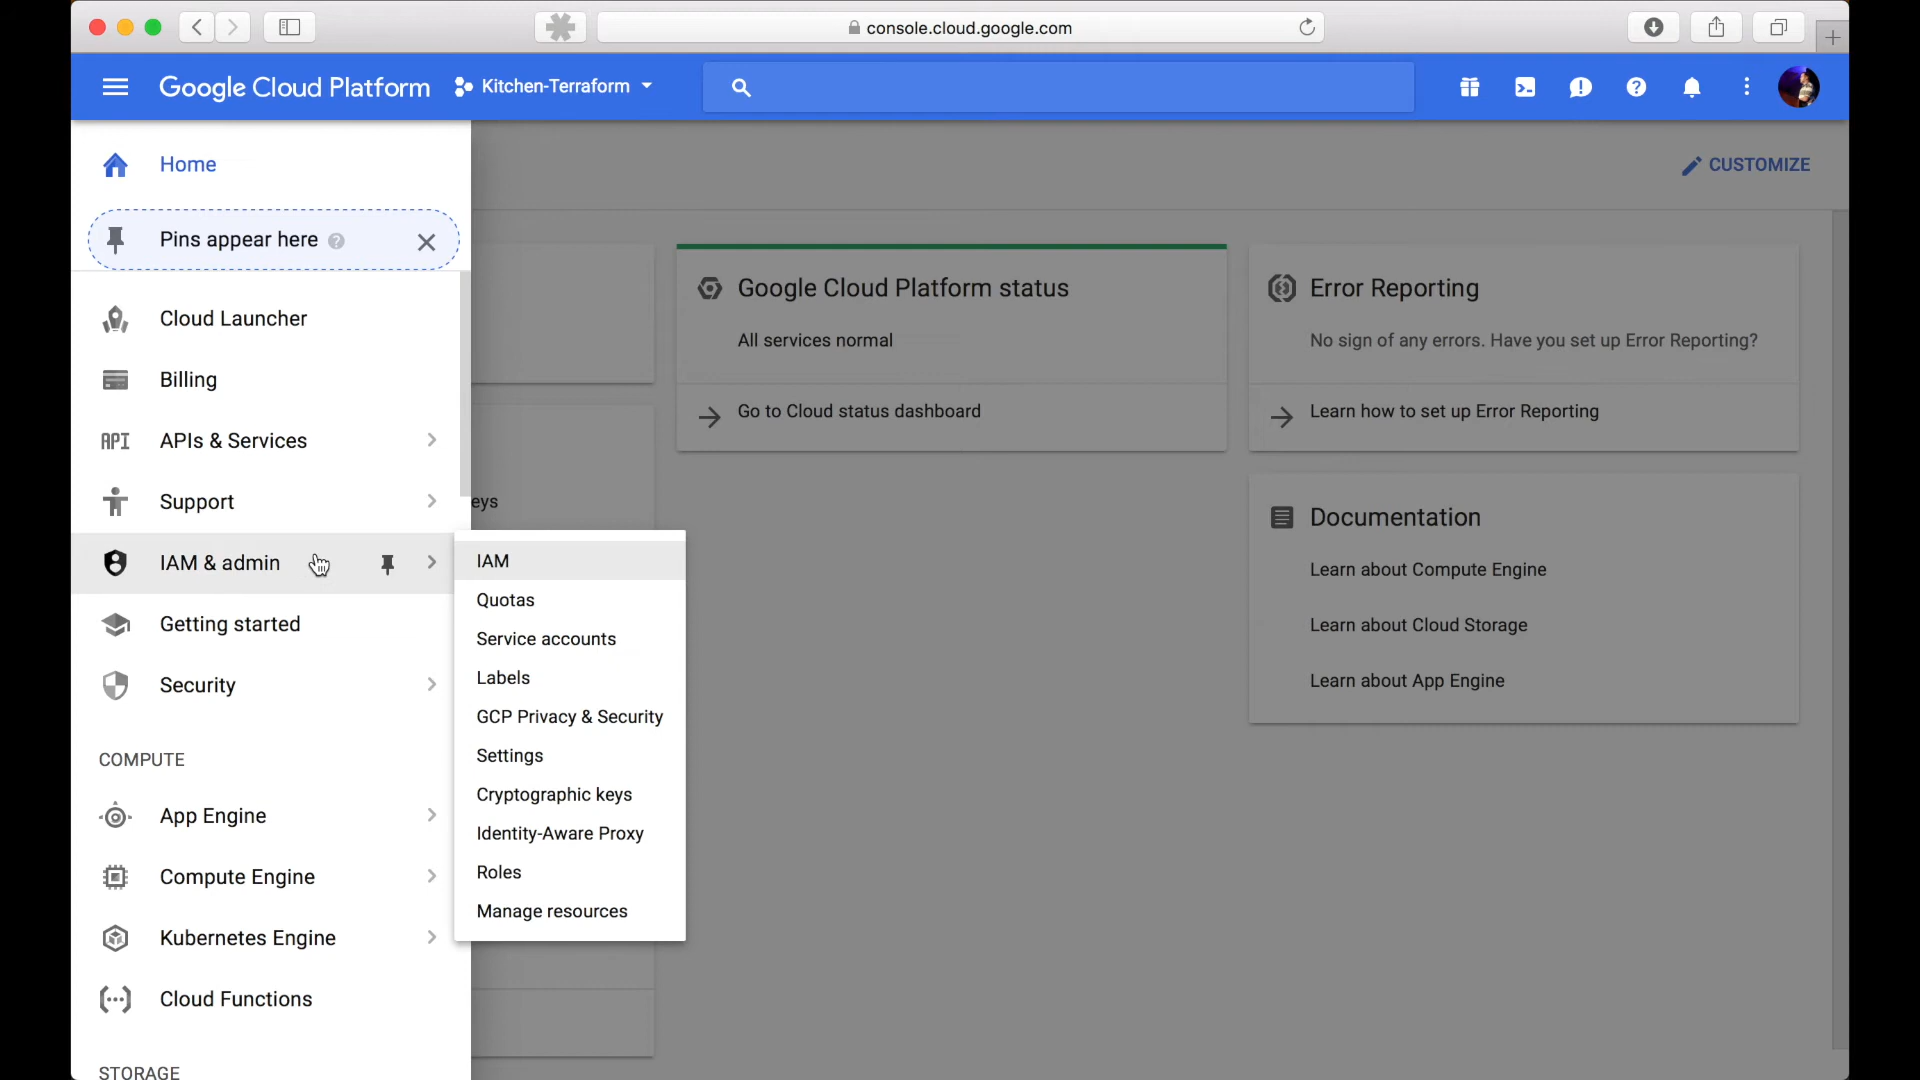 console.cloud.google.com
Google Cloud Platform
Kitchen-Terraform
Home
CUSTOMIZE
Pins appear here
Cloud Launcher
Billing
API
APIs & Services
Support
IAM & admin
Getting started
Security
COMPUTE
App Engine
Compute Engine
Kubernetes Engine
Cloud Functions
STORAGE
eys
IAM
Quotas
Service accounts
Labels
GCP Privacy & Security
Settings
Cryptographic keys
Identity-Aware Proxy
Roles
Manage resources
Google Cloud Platform status
All services normal
Go to Cloud status dashboard
Error Reporting
No sign of any errors. Have you set up Error Reporting?
Learn how to set up Error Reporting
Documentation
Learn about Compute Engine
Learn about Cloud Storage
Learn about App Engine